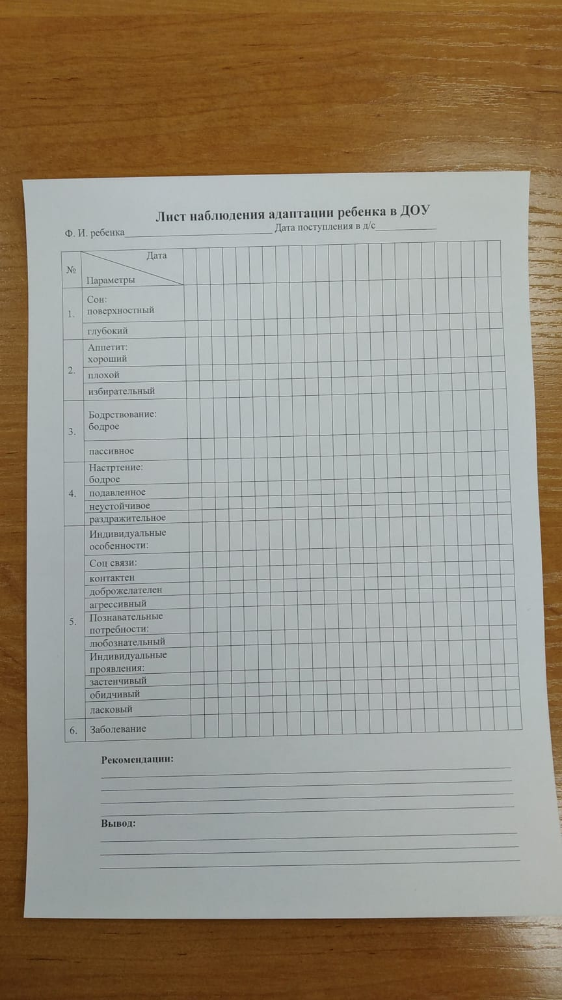 Лист наблюдения адаптации ребенка в ДОУ
Ф. И. ребенка____________________________ Дата поступления в д/с____________
№
Дата
Параметры
1.
Сон:
поверхностный
глубокий
2.
Аппетит:
хороший
плохой
избирательный
3.
Бодрствование:
бодрое
пассивное
4.
Настртение:
бодрое
подавленное
неустойчивое
раздражительное
5.
Индивидуальные
особенности:
Соц связи:
контактен
доброжелателен
агрессивный
Познавательные
потребности:
любознательный
Индивидуальные
проявления:
застенчивый
обидчивый
ласковый
6.
Заболевание
Рекомендации:
Вывод: